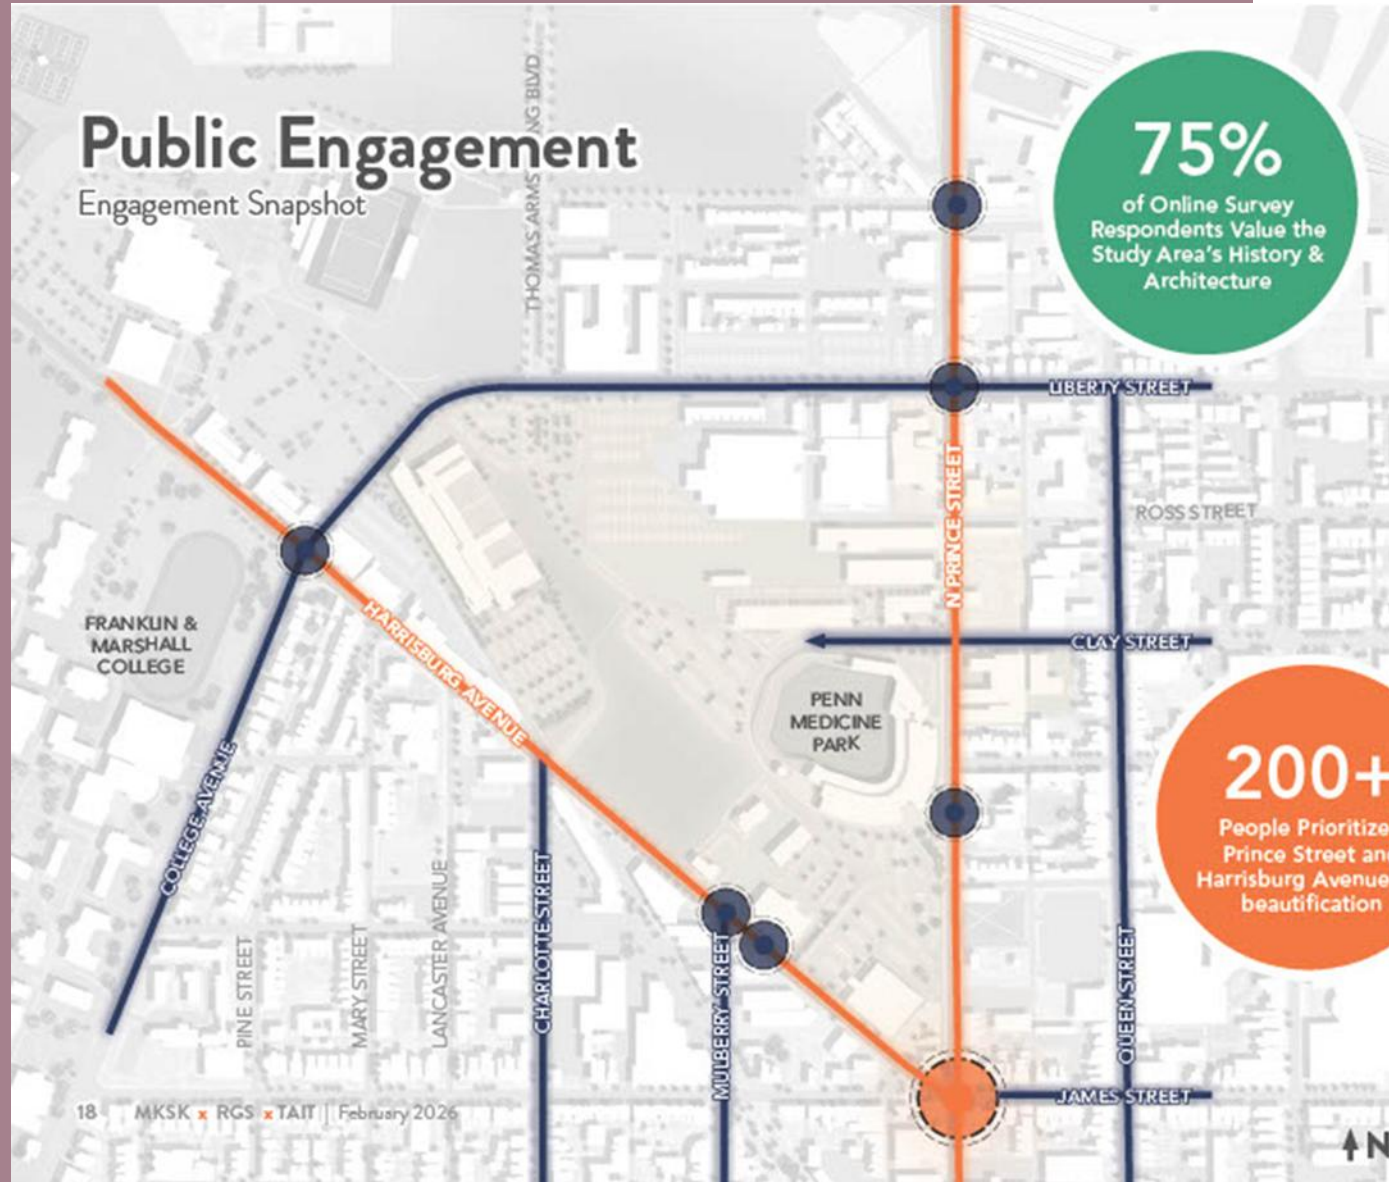 Public Engagement
Engagement Snapshot
75%
of Online Survey
Respondents Value the
Study Area's History &
Architecture
THOMAS ARMS NG BLVD
LIBERTY STREET
N PRINCE STREET
ROSS STREET
FRANKLIN &
MARSHALL
COLLEGE
HARRISBURG AVENUE
CLAY STREET
PENN
MEDICINE
PARK
200+
People Prioritize
Prince Street an
Harrisburg Avenue
beautification
COLLEGE AVENUE
PINE STREET
MARY STREET
LANCASTER AVENUE
CHARLOTTE STREET
MULBERRY STREET
QUEEN STREET
JAMES STREET
18 MKSK x RGS x TAIT | February 2026
N